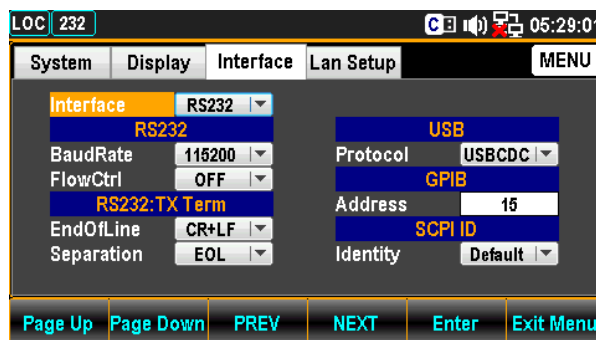 LOC 232 C 05:29:01
System Display Interface Lan Setup MENU
Interface RS232
RS232 USB
BaudRate 115200 Protocol USBCDC
FlowCtrl OFF GPIB
RS232:TX Term Address 15
EndOfLine CR+LF SCPI ID
Separation EOL Identity Default
Page Up Page Down PREV NEXT Enter Exit Menu